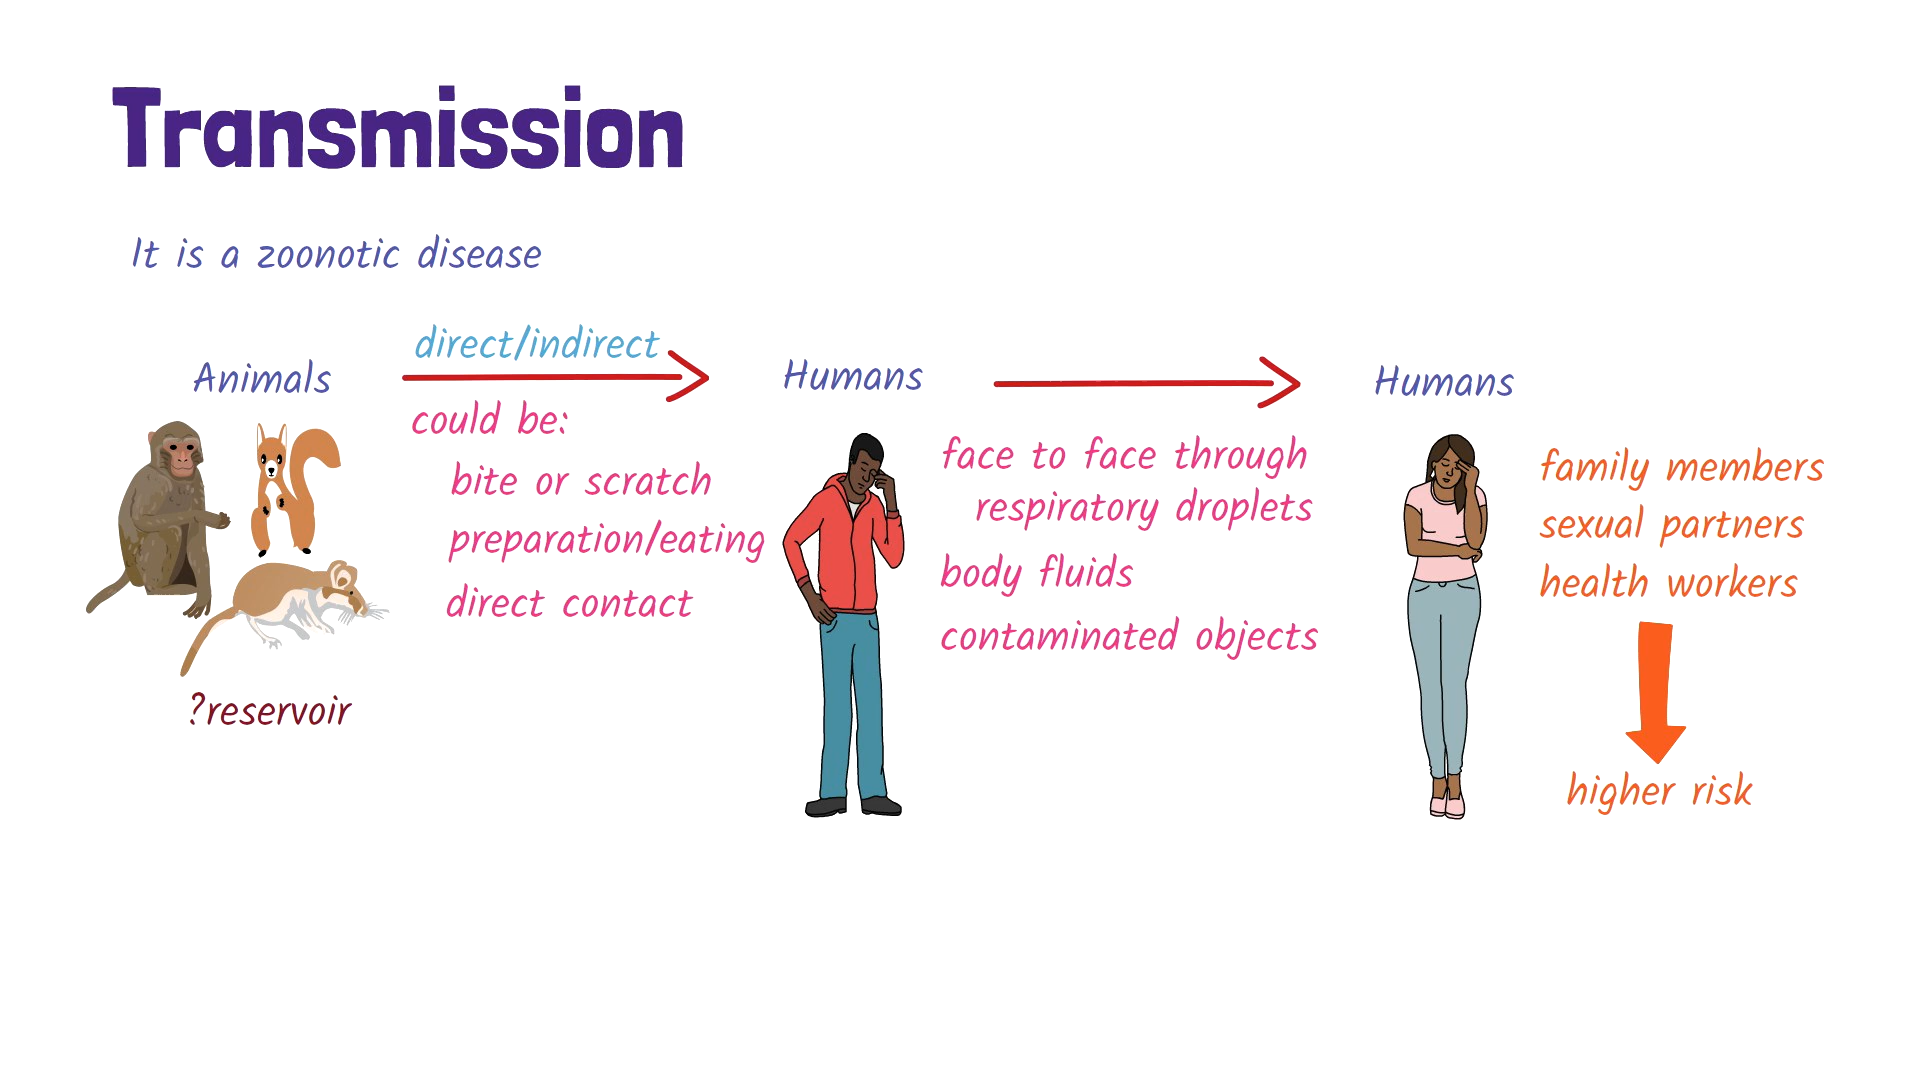 Transmission
It is a zoonotic disease
Animals
?reservoir
direct/indirect
could be:
bite or scratch
preparation/eating
direct contact
Humans
face to face through
respiratory droplets
body fluids
contaminated objects
Humans
family members
sexual partners
health workers
higher risk